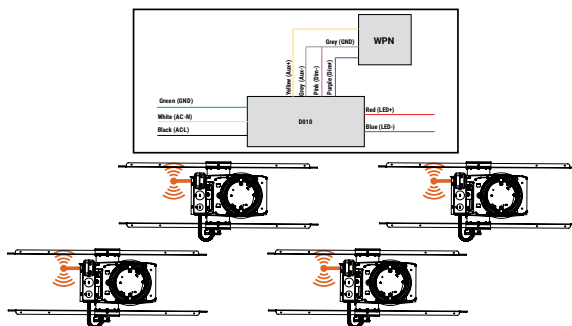 WPN
Grey (GND)
Yellow (Aux+)
Grey (Aux-)
Pink (Dim-)
Purple (Dim+)
Green (GND)
White (AC-N)
Black (ACL)
D010
Red (LED+)
Blue (LED-)